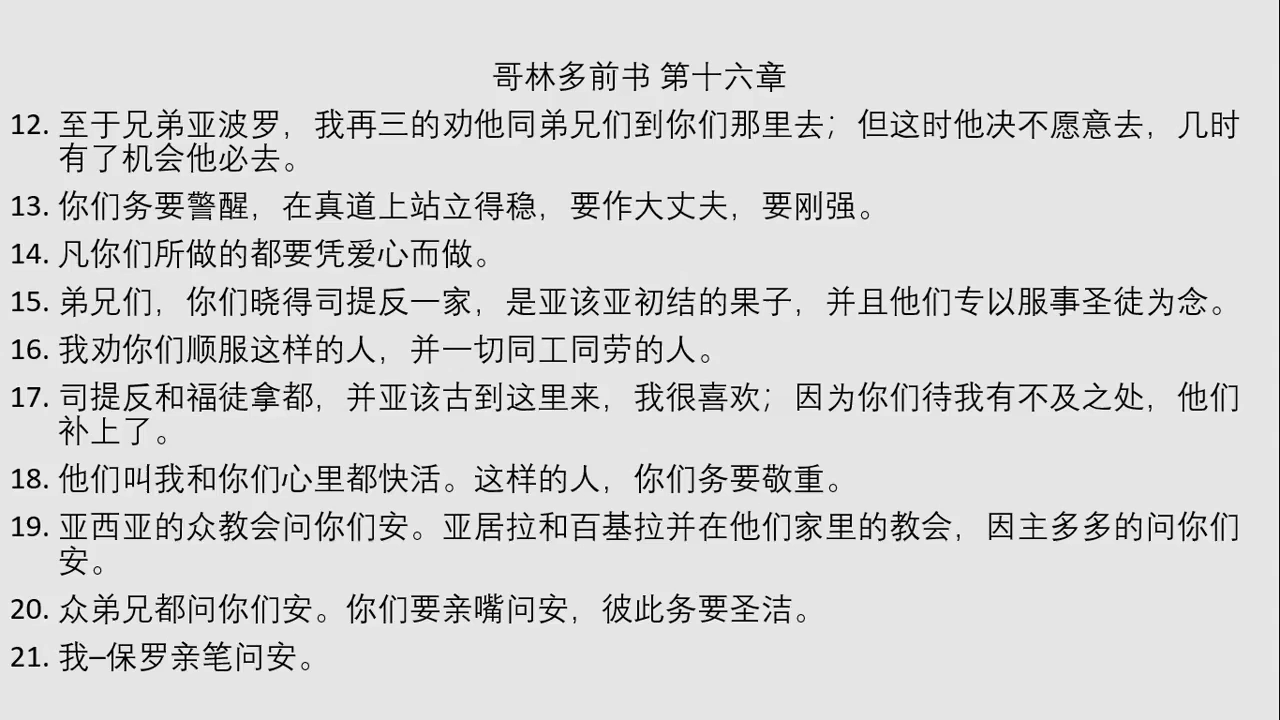 哥林多前书 第十六章
12. 至于兄弟亚波罗，我再三的劝他同弟兄们到你们那里去；但这时他决不愿意去，几时
有了机会他必去。
13. 你们务要警醒，在真道上站立得稳，要作大丈夫，要刚强。
14. 凡你们所做的都要凭爱心而做。
15. 弟兄们，你们晓得司提反一家，是亚该亚初结的果子，并且他们专以服事圣徒为念。
16. 我劝你们顺服这样的人，并一切同工同劳的人。
17. 司提反和福徒拿都，并亚该古到这里来，我很喜欢；因为你们待我有不及之处，他们
补上了。
18. 他们叫我和你们心里都快活。这样的人，你们务要敬重。
19. 亚西亚的众教会问你们安。亚居拉和百基拉并在他们家里的教会，因主多多的问你们
安。
20. 众弟兄都问你们安。你们要亲嘴问安，彼此务要圣洁。
21. 我─保罗亲笔问安。